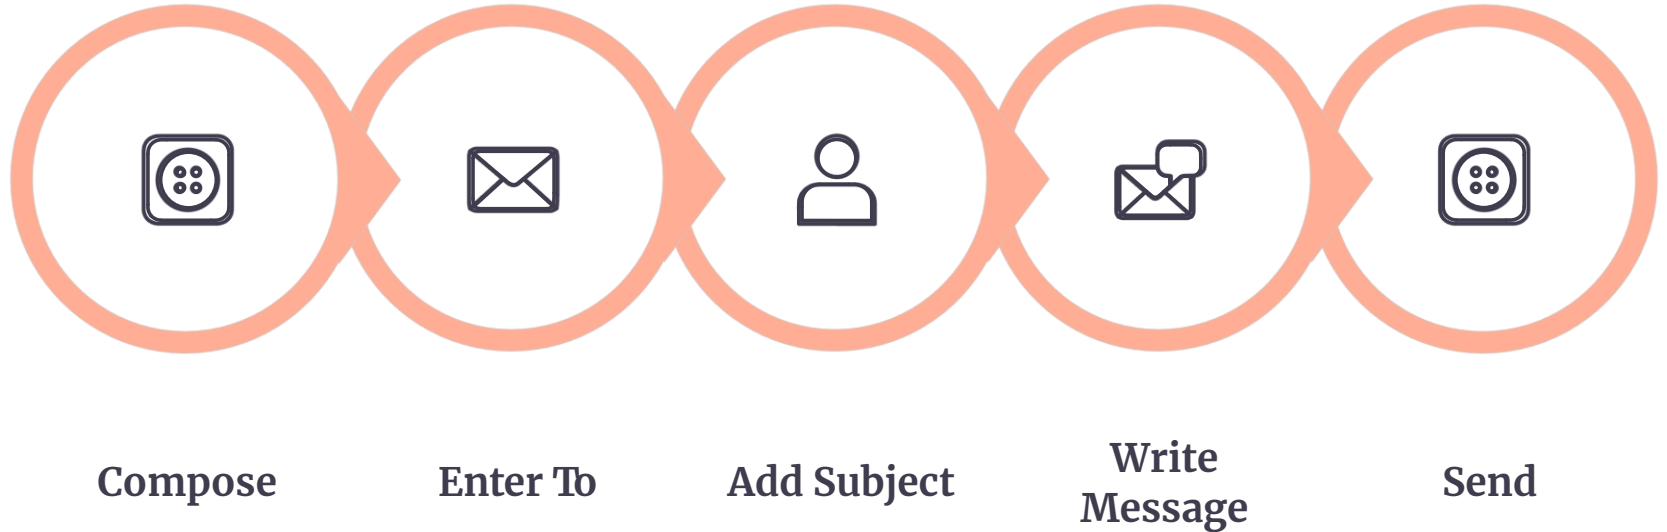 Compose
Enter To
Add Subject
Write
Message
Send